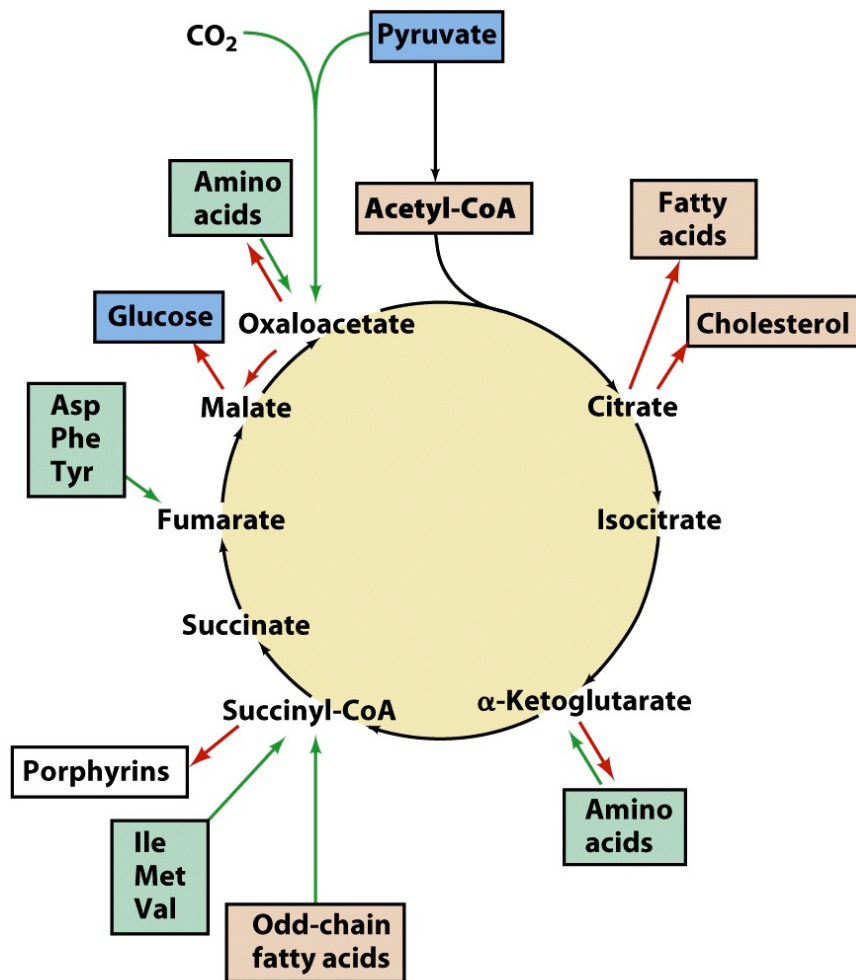 CO₂
Pyruvate
Amino
acids
Acetyl-CoA
Fatty
acids
Glucose
Oxaloacetate
Cholesterol
Asp
Phe
Tyr
Malate
Citrate
Fumarate
Isocitrate
Succinate
Succinyl-CoA
α-Ketoglutarate
Porphyrins
Amino
acids
Ile
Met
Val
Odd-chain
fatty acids